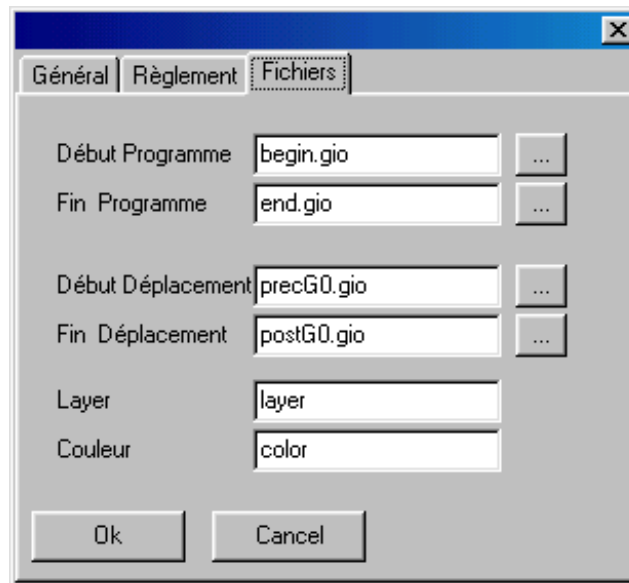 Général Règlement Fichiers
Début Programme begin.gio ...
Fin Programme end.gio ...
Début Déplacement precG0.gio ...
Fin Déplacement postG0.gio ...
Layer layer
Couleur color
Ok Cancel